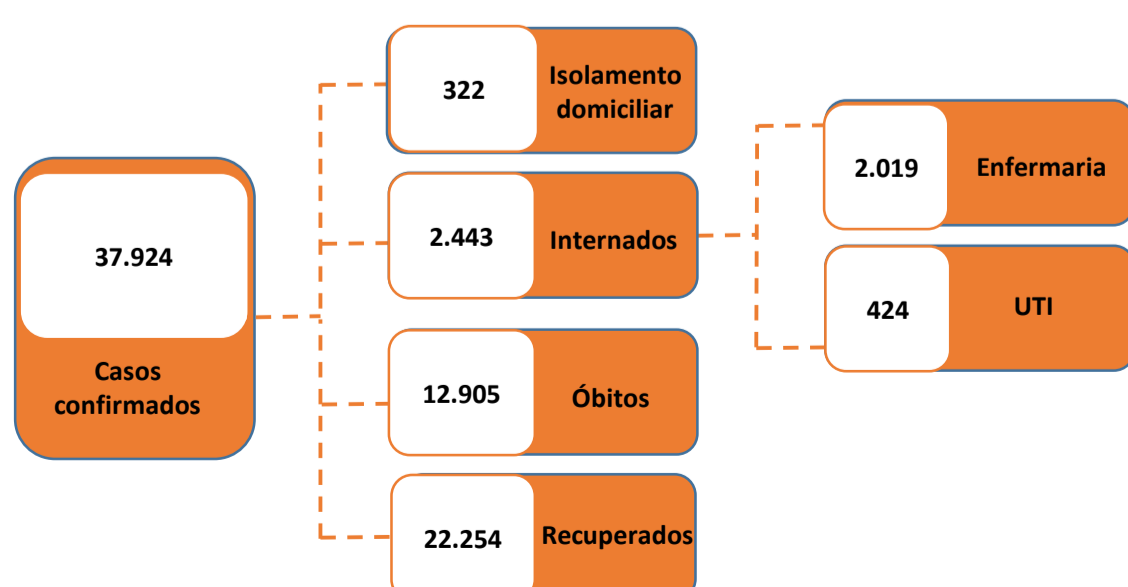 37.924
Casos
confirmados
322
Isolamento
domiciliar
2.443
Internados
12.905
Óbitos
22.254
Recuperados
2.019
Enfermaria
424
UTI